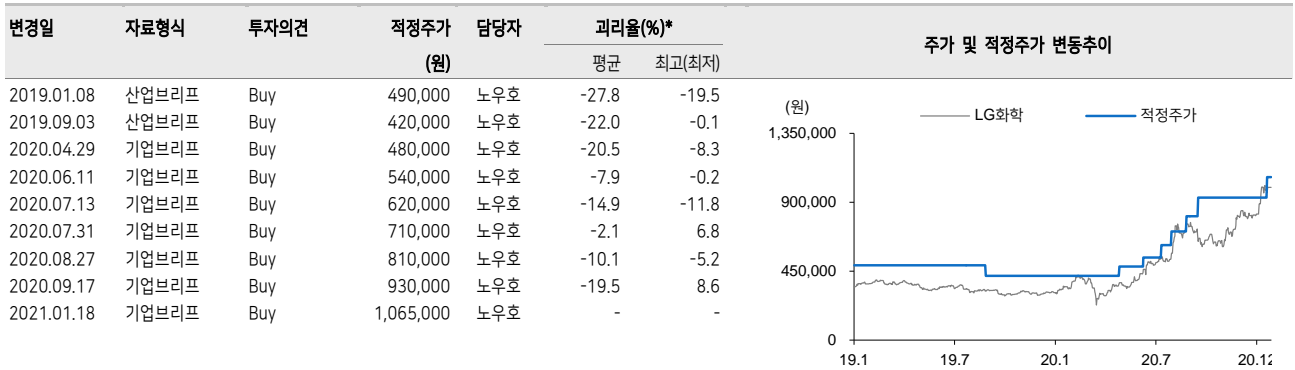 변경일 자료형식 투자의견 적정주가 담당자 괴리율(%)* 주가 및 적정주가 변동추이
(원) 평균 최고(최저)
2019.01.08 산업브리프 Buy 490,000 노우호 -27.8 -19.5
2019.09.03 산업브리프 Buy 420,000 노우호 -22.0 -0.1
2020.04.29 기업브리프 Buy 480,000 노우호 -20.5 -8.3
2020.06.11 기업브리프 Buy 540,000 노우호 -7.9 -0.2
2020.07.13 기업브리프 Buy 620,000 노우호 -14.9 -11.8
2020.07.31 기업브리프 Buy 710,000 노우호 -2.1 6.8
2020.08.27 기업브리프 Buy 810,000 노우호 -10.1 -5.2
2020.09.17 기업브리프 Buy 930,000 노우호 -19.5 8.6
2021.01.18 기업브리프 Buy 1,065,000 노우호 - -
(원) LG화학 적정주가
1,350,000
900,000
450,000
0
19.1 19.7 20.1 20.7 20.12